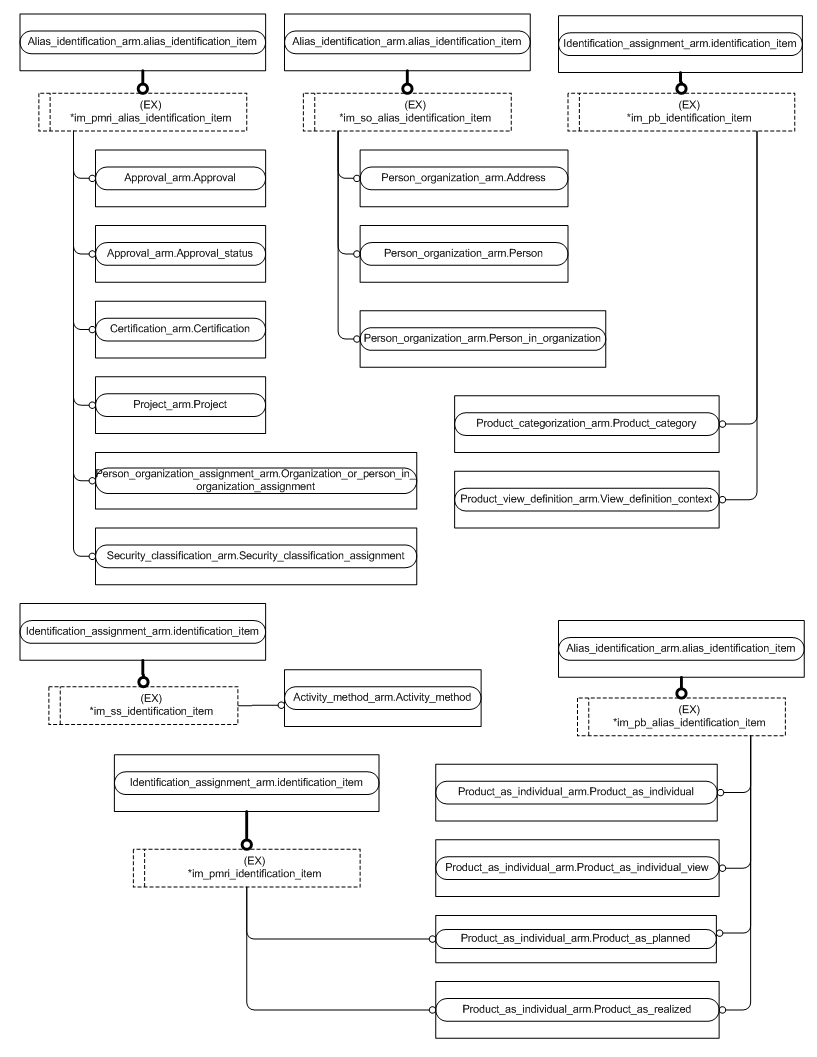 Alias_identification_arm.alias_identification_item
(EX)
*im_pmri_alias_identification_item
Approval_arm.Approval
Approval_arm.Approval_status
Certification_arm.Certification
Project_arm.Project
Person_organization_assignment_arm.Organization_or_person_in_
organization_assignment
Security_classification_arm.Security_classification_assignment
Alias_identification_arm.alias_identification_item
(EX)
*im_so_alias_identification_item
Person_organization_arm.Address
Person_organization_arm.Person
Person_organization_arm.Person_in_organization
Identification_assignment_arm.identification_item
(EX)
*im_pb_identification_item
Product_categorization_arm.Product_category
Product_view_definition_arm.View_definition_context
Identification_assignment_arm.identification_item
(EX)
*im_ss_identification_item
Activity_method_arm.Activity_method
Alias_identification_arm.alias_identification_item
(EX)
*im_pb_alias_identification_item
Identification_assignment_arm.identification_item
(EX)
*im_pmri_identification_item
Product_as_individual_arm.Product_as_individual
Product_as_individual_arm.Product_as_individual_view
Product_as_individual_arm.Product_as_planned
Product_as_individual_arm.Product_as_realized